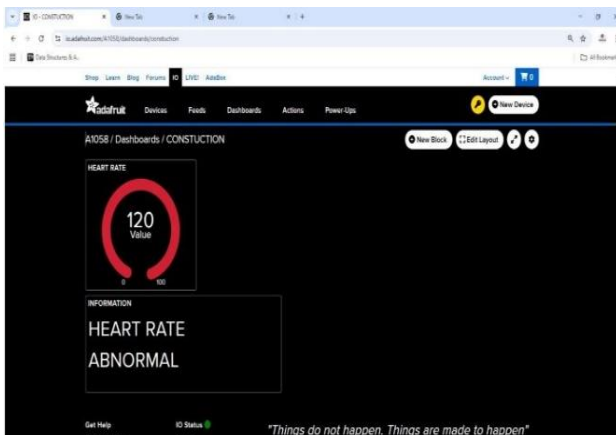 IO - CONSTUCTION
New Tab
New Tab
io.adafruit.com/A1058/dashboards/constuction
Data Structures & A...
All Bookmarks
Shop Learn Blog Forums IO LIVE! AdaBox
Account
0
adafruit Devices Feeds Dashboards Actions Power-Ups
New Device
A1058 / Dashboards / CONSTUCTION
New Block
Edit Layout
HEART RATE
120
Value
0 100
INFORMATION
HEART RATE
ABNORMAL
Get Help
IO Status
"Things do not happen. Things are made to happen"